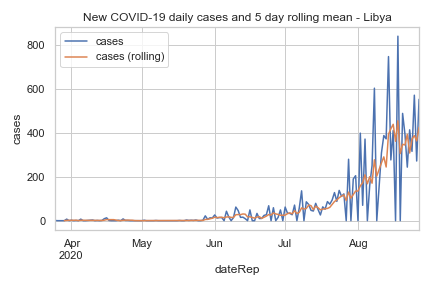 New COVID-19 daily cases and 5 day rolling mean - Libya
cases
cases (rolling)
800
600
400
200
0
cases
Apr
2020
May
Jun
Jul
Aug
dateRep